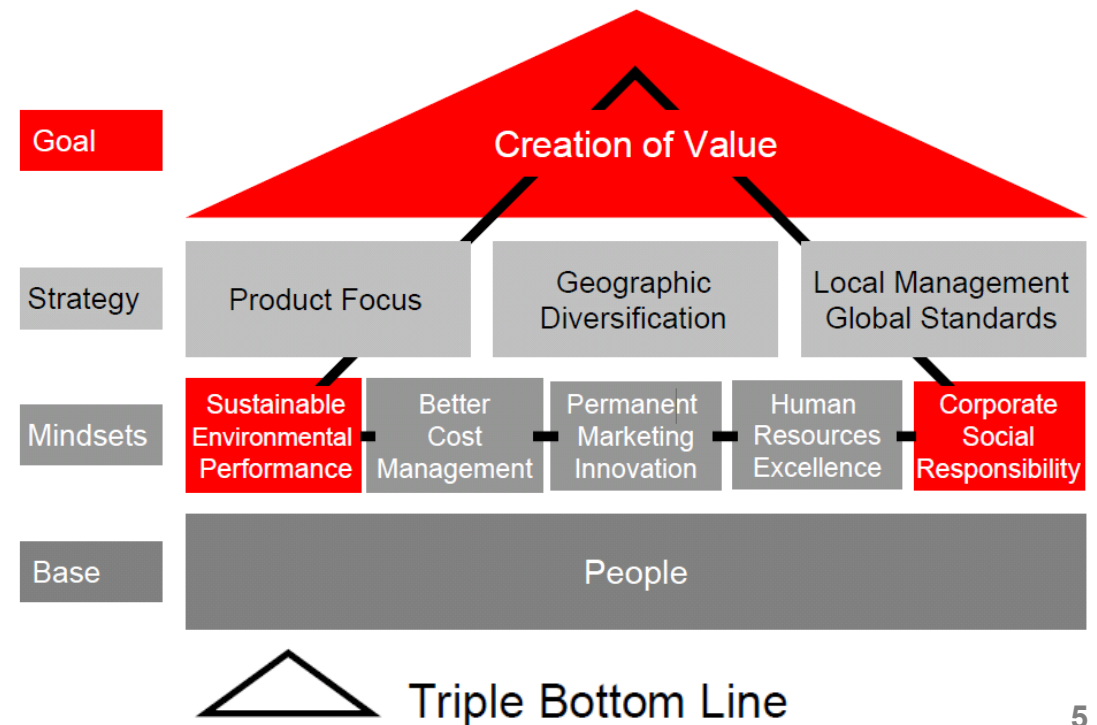 Goal
Creation of Value
Strategy
Product Focus
Geographic
Diversification
Local Management
Global Standards
Mindsets
Sustainable
Environmental
Performance
Better
Cost
Management
Permanent
Marketing
Innovation
Human
Resources
Excellence
Corporate
Social
Responsibility
Base
People
Triple Bottom Line
5